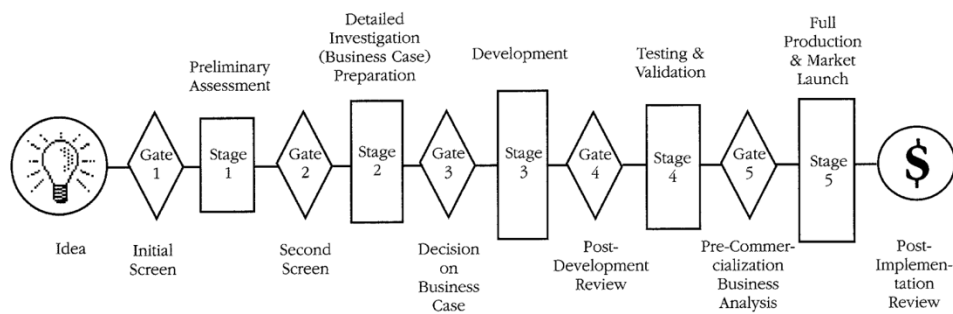 Preliminary
Assessment
Detailed
Investigation
(Business Case)
Preparation
Development
Testing &
Validation
Full
Production
& Market
Launch
Gate
1
Stage
1
Gate
2
Stage
2
Gate
3
Stage
3
Gate
4
Stage
4
Gate
5
Stage
5
$
Idea
Initial
Screen
Second
Screen
Decision
on
Business
Case
Post-
Development
Review
Pre-Commer-
cialization
Business
Analysis
Post-
Implemen-
tation
Review